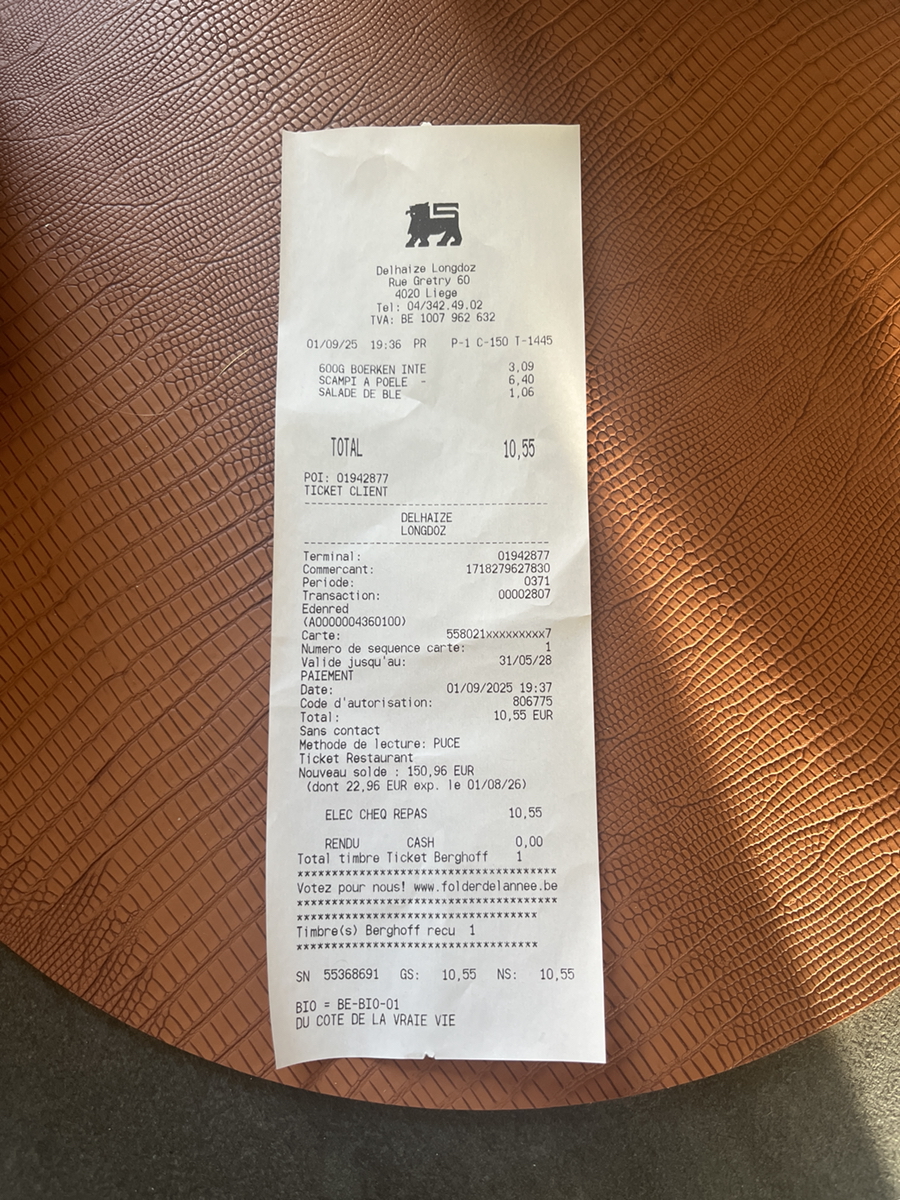 Delhaize Longdoz
Rue Gretry 60
4020 Liege
Tel: 04/342.49.02
TVA: BE 1007 962 632
01/09/25 19:36 PR P-1 C-150 T-1445
600G BOERKEN INTE 3,09
SCAMPI A POELE - 6,40
SALADE DE BLE 1,06
TOTAL 10,55
POI: 01942877
TICKET CLIENT
--------------------------------------
DELHAIZE
LONGDOZ
--------------------------------------
Terminal: 01942877
Commercant: 1718279627830
Periode: 0371
Transaction: 00002807
Edenred
(A0000004360100)
Carte: 558021xxxxxxxxx7
Numero de sequence carte: 1
Valide jusqu'au: 31/05/28
PAIEMENT
Date: 01/09/2025 19:37
Code d'autorisation: 806775
Total: 10,55 EUR
Sans contact
Methode de lecture: PUCE
Ticket Restaurant
Nouveau solde : 150,96 EUR
(dont 22,96 EUR exp. le 01/08/26)
ELEC CHEQ REPAS 10,55
RENDU CASH 0,00
Total timbre Ticket Berghoff 1
**************************************
Votez pour nous! www.folderdelannee.be
**************************************
***********************************
Timbre(s) Berghoff recu 1
***********************************
SN 55368691 GS: 10,55 NS: 10,55
BIO = BE-BIO-01
DU COTE DE LA VRAIE VIE